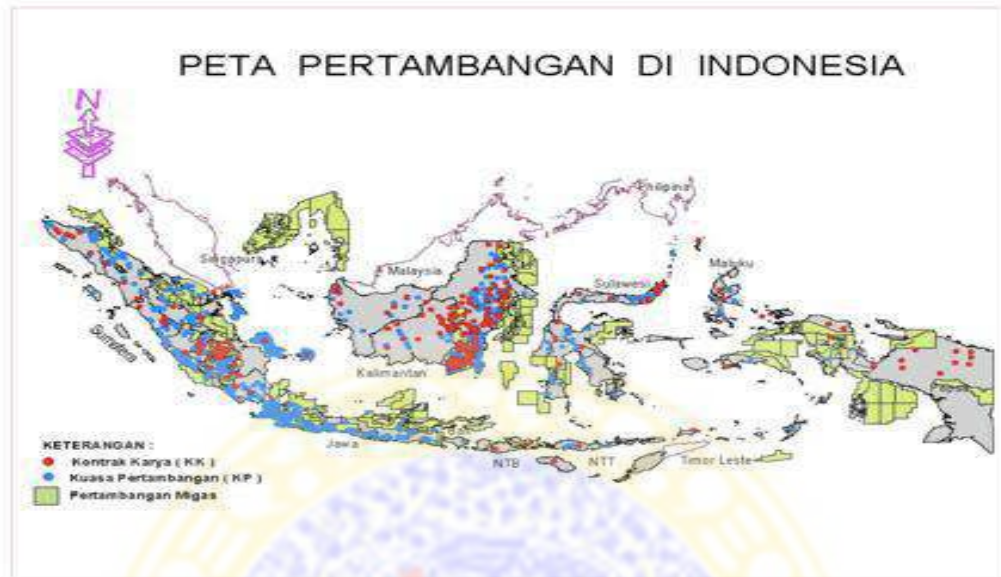 PETA PERTAMBANGAN DI INDONESIA
N
Philipina
Singapura
Malaysia
Sulawesi
Maluku
Sumatera
Kalimantan
Jawa
NTB
NTT
Timor Leste
KETERANGAN :
Kontrak Karya ( KK )
Kuasa Pertambangan ( KP )
Pertambangan Migas